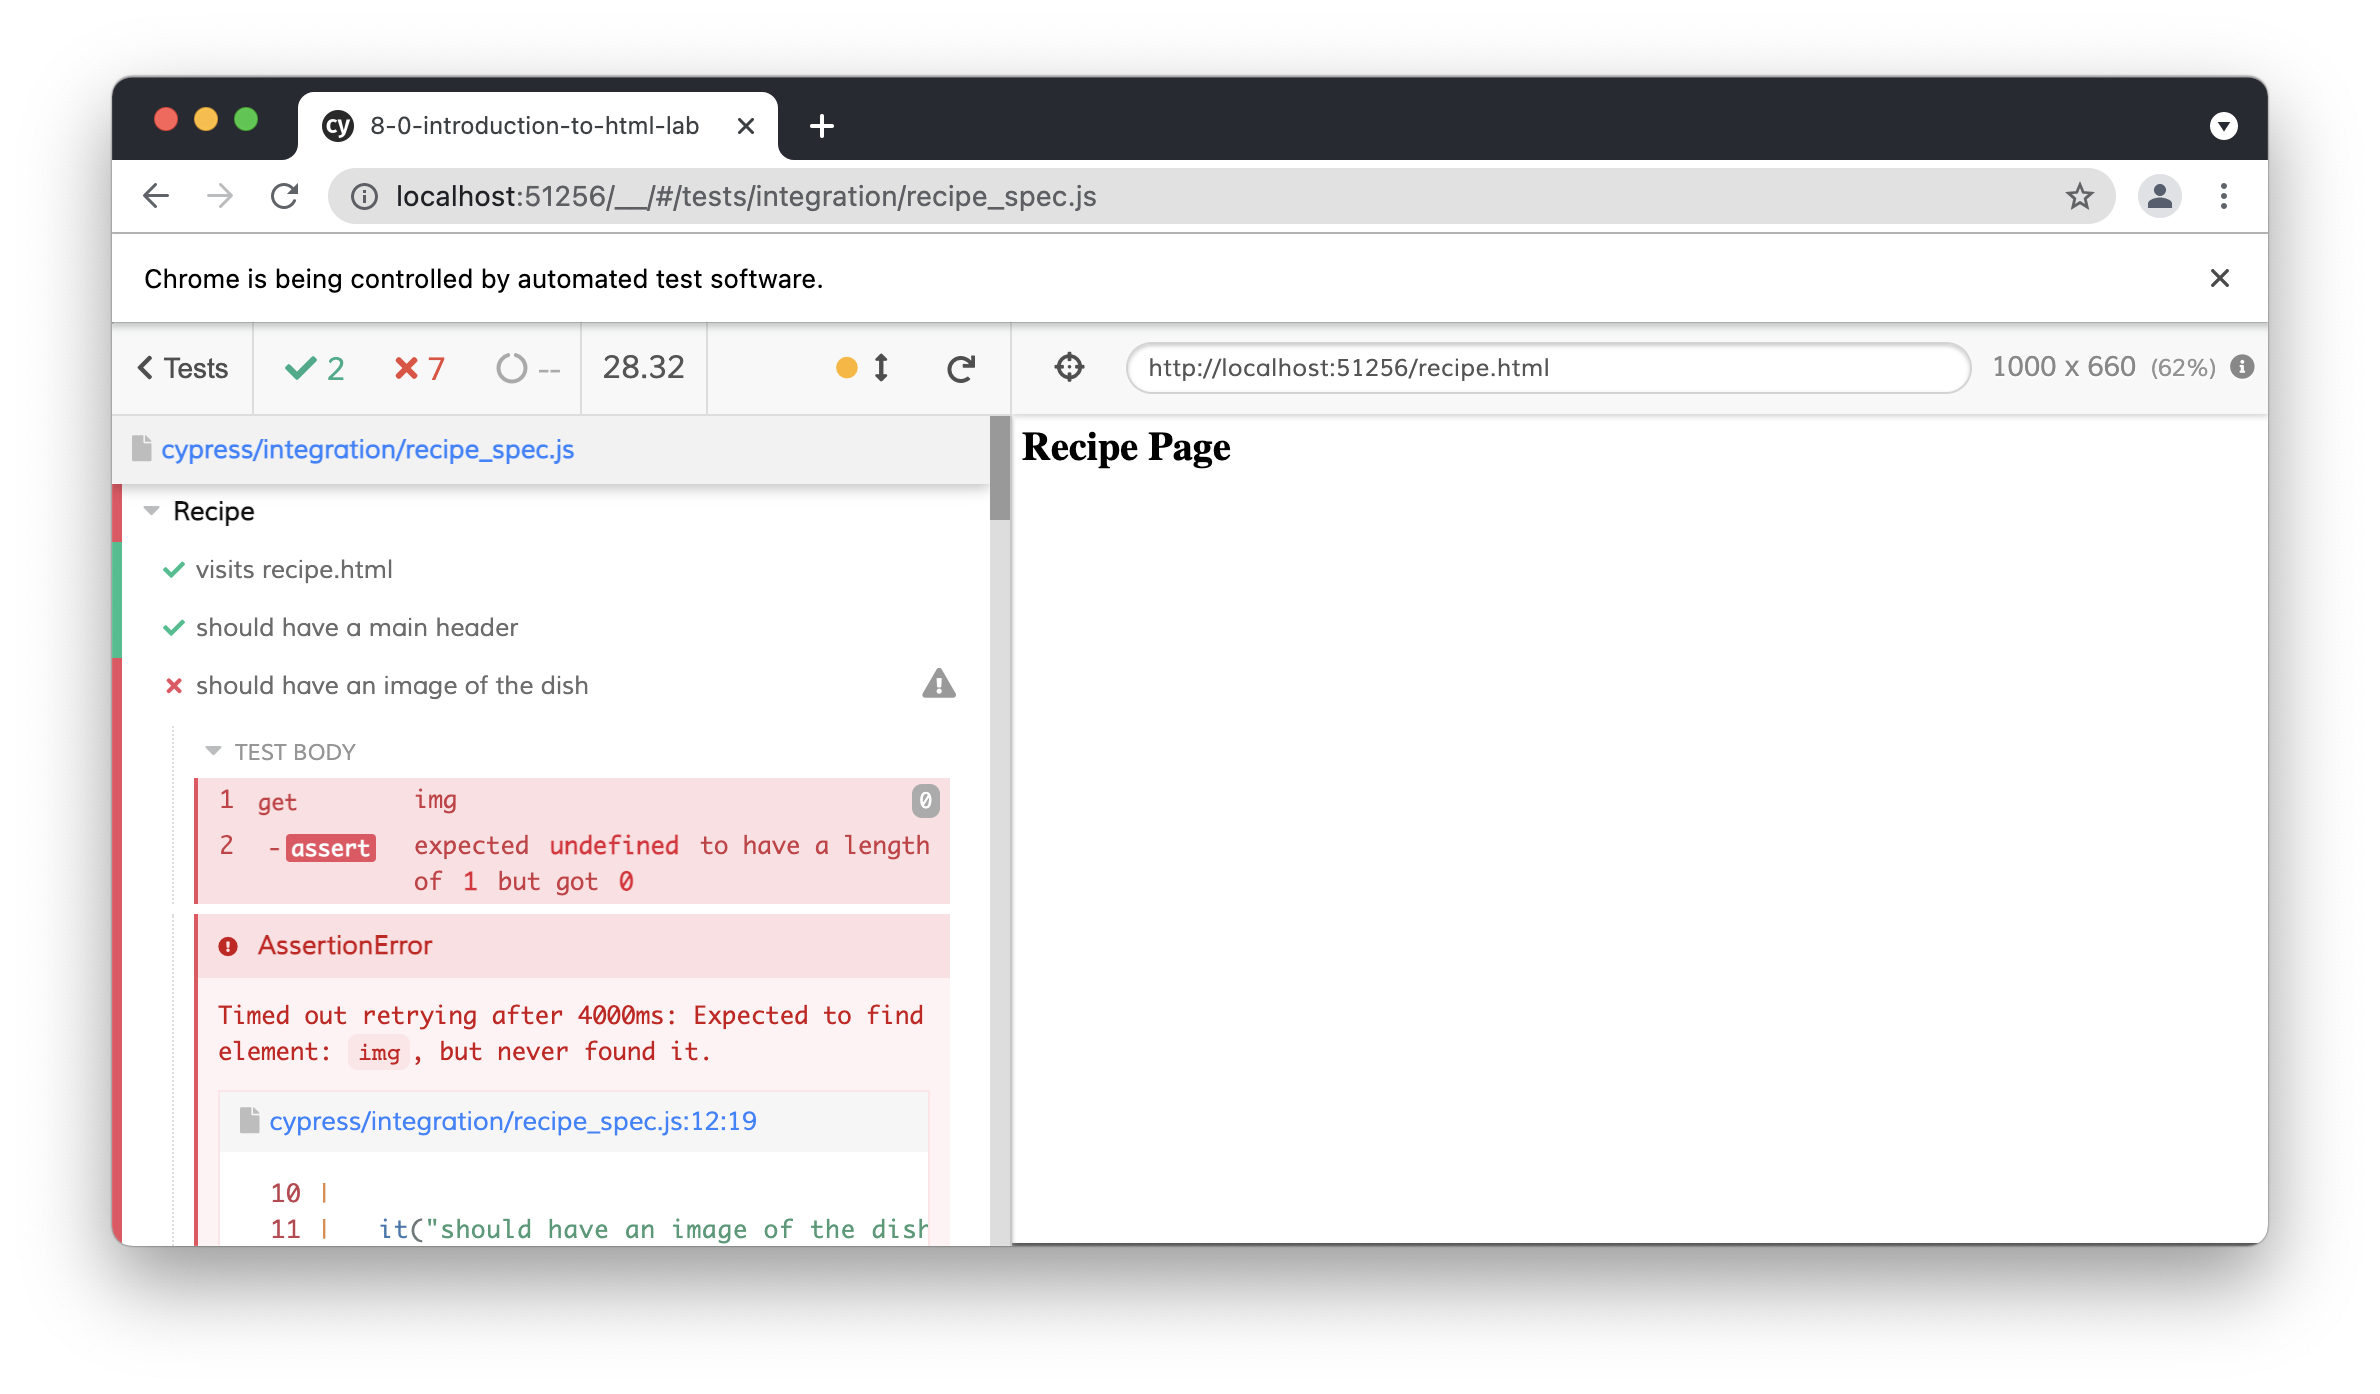 cy 8-0-introduction-to-html-lab
localhost:51256/__/#/tests/integration/recipe_spec.js
Chrome is being controlled by automated test software.
Tests 2 7 -- 28.32
http://localhost:51256/recipe.html 1000 x 660 (62%)
cypress/integration/recipe_spec.js
Recipe
visits recipe.html
should have a main header
should have an image of the dish
TEST BODY
1 get img 0
2 -assert expected undefined to have a length
of 1 but got 0
AssertionError
Timed out retrying after 4000ms: Expected to find
element: img, but never found it.
cypress/integration/recipe_spec.js:12:19
10 |
11 | it("should have an image of the dish
Recipe Page